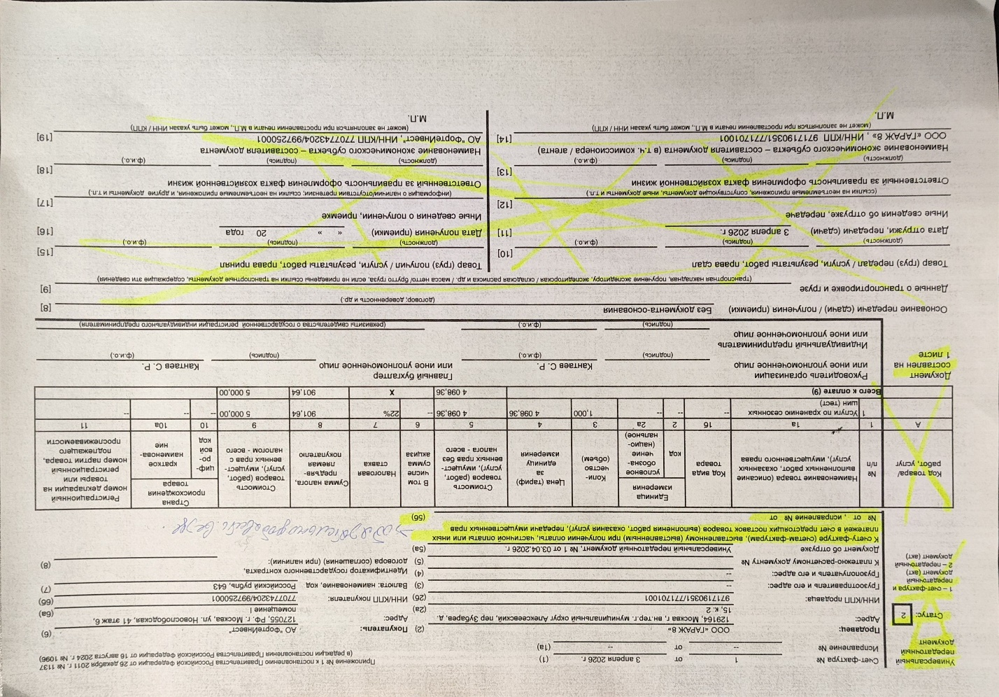 Универсальный передаточный документ
Статус: 2
1 – счет-фактура и передаточный документ (акт)
2 – передаточный документ (акт)
Счет-фактура № 1 от 3 апреля 2026 г. (1)
Исправление № -- от -- (1а)
Приложение № 1 к постановлению Правительства Российской Федерации от 26 декабря 2011 г. № 1137
(в редакции постановления Правительства Российской Федерации от 16 августа 2024 г. № 1096)
Продавец: ООО «ГАРАЖ 8» (2)
Адрес: 129164, Москва г, вн.тер.г. муниципальный округ Алексеевский, пер Зубарев, д. 15, к. 2 (2а)
ИНН/КПП продавца: 9717190351/771701001 (2б)
Грузоотправитель и его адрес: -- (3)
Грузополучатель и его адрес: -- (4)
К платежно-расчетному документу № (5)
Документ об отгрузке Универсальный передаточный документ, № 1 от 03.04.2026 г. (5а)
К счету-фактуре (счетам-фактурам), выставленному (выставленным) при получении оплаты, частичной оплаты или иных
платежей в счет предстоящих поставок товаров (выполнения работ, оказания услуг), передачи имущественных прав
№ от , исправление № от (5б)
Покупатель: АО "ФортеИнвест" (6)
Адрес: 127055, РФ, г. Москва, ул. Новослободская, 41 этаж 6, помещение I (6а)
ИНН/КПП покупателя: 7707743204/997250001 (6б)
Валюта: наименование, код Российский рубль, 643 (7)
Идентификатор государственного контракта,
договора (соглашения) (при наличии): (8)
Код товара/ работ, услуг
№ п/п
Наименование товара (описание выполненных работ, оказанных услуг), имущественного права
Код вида товара
Единица измерения
код
условное обозна-чение (нацио-нальное)
Коли-чество (объем)
Цена (тариф) за единицу измерения
Стоимость товаров (работ, услуг), имущест-венных прав без налога - всего
В том числе сумма акциза
Налоговая ставка
Сумма налога, предъяв-ляемая покупателю
Стоимость товаров (работ, услуг), имущест-венных прав с налогом - всего
Страна происхождения товара
циф-ро-вой код
краткое наименова-ние
Регистрационный номер декларации на товары или регистрационный номер партии товара, подлежащего прослеживаемости
А 1 1а 1б 2 2а 3 4 5 6 7 8 9 10 10а 11
1 Услуги по хранению сезонных шин (тест) -- -- -- 1,000 4 098,36 4 098,36 -- 22% 901,64 5 000,00 -- -- --
Всего к оплате (9) 4 098,36 Х 901,64 5 000,00
Документ составлен на 1 листе
Руководитель организации
или иное уполномоченное лицо
(подпись)
Кантаев С. Р.
(ф.и.о.)
Главный бухгалтер
или иное уполномоченное лицо
(подпись)
Кантаев С. Р.
(ф.и.о.)
Индивидуальный предприниматель
или иное уполномоченное лицо
(подпись)
(ф.и.о.)
(реквизиты свидетельства о государственной регистрации индивидуального предпринимателя)
Основание передачи (сдачи) / получения (приемки) Без документа-основания [8]
(договор; доверенность и др.)
Данные о транспортировке и грузе [9]
(транспортная накладная, поручение экспедитору, экспедиторская / складская расписка и др. / масса нетто/ брутто груза, если не приведены ссылки на транспортные документы, содержащие эти сведения)
Товар (груз) передал / услуги, результаты работ, права сдал
[10]
(должность) (подпись) (ф.и.о.)
Дата отгрузки, передачи (сдачи) 3 апреля 2026 г. [11]
Иные сведения об отгрузке, передаче
[12]
(ссылки на неотъемлемые приложения, сопутствующие документы, иные документы и т.п.)
Ответственный за правильность оформления факта хозяйственной жизни
[13]
(должность) (подпись) (ф.и.о.)
Наименование экономического субъекта – составителя документа (в т.ч. комиссионера / агента)
ООО «ГАРАЖ 8» , ИНН/КПП 9717190351/771701001 [14]
(может не заполняться при проставлении печати в М.П., может быть указан ИНН / КПП)
М.П.
Товар (груз) получил / услуги, результаты работ, права принял
[15]
(должность) (подпись) (ф.и.о.)
Дата получения (приемки) « » 20 года [16]
Иные сведения о получении, приемке
[17]
(информация о наличии/отсутствии претензии; ссылки на неотъемлемые приложения, и другие документы и т.п.)
Ответственный за правильность оформления факта хозяйственной жизни
[18]
(должность) (подпись) (ф.и.о.)
Наименование экономического субъекта – составителя документа
АО "ФортеИнвест", ИНН/КПП 7707743204/997250001 [19]
(может не заполняться при проставлении печати в М.П., может быть указан ИНН / КПП)
М.П.